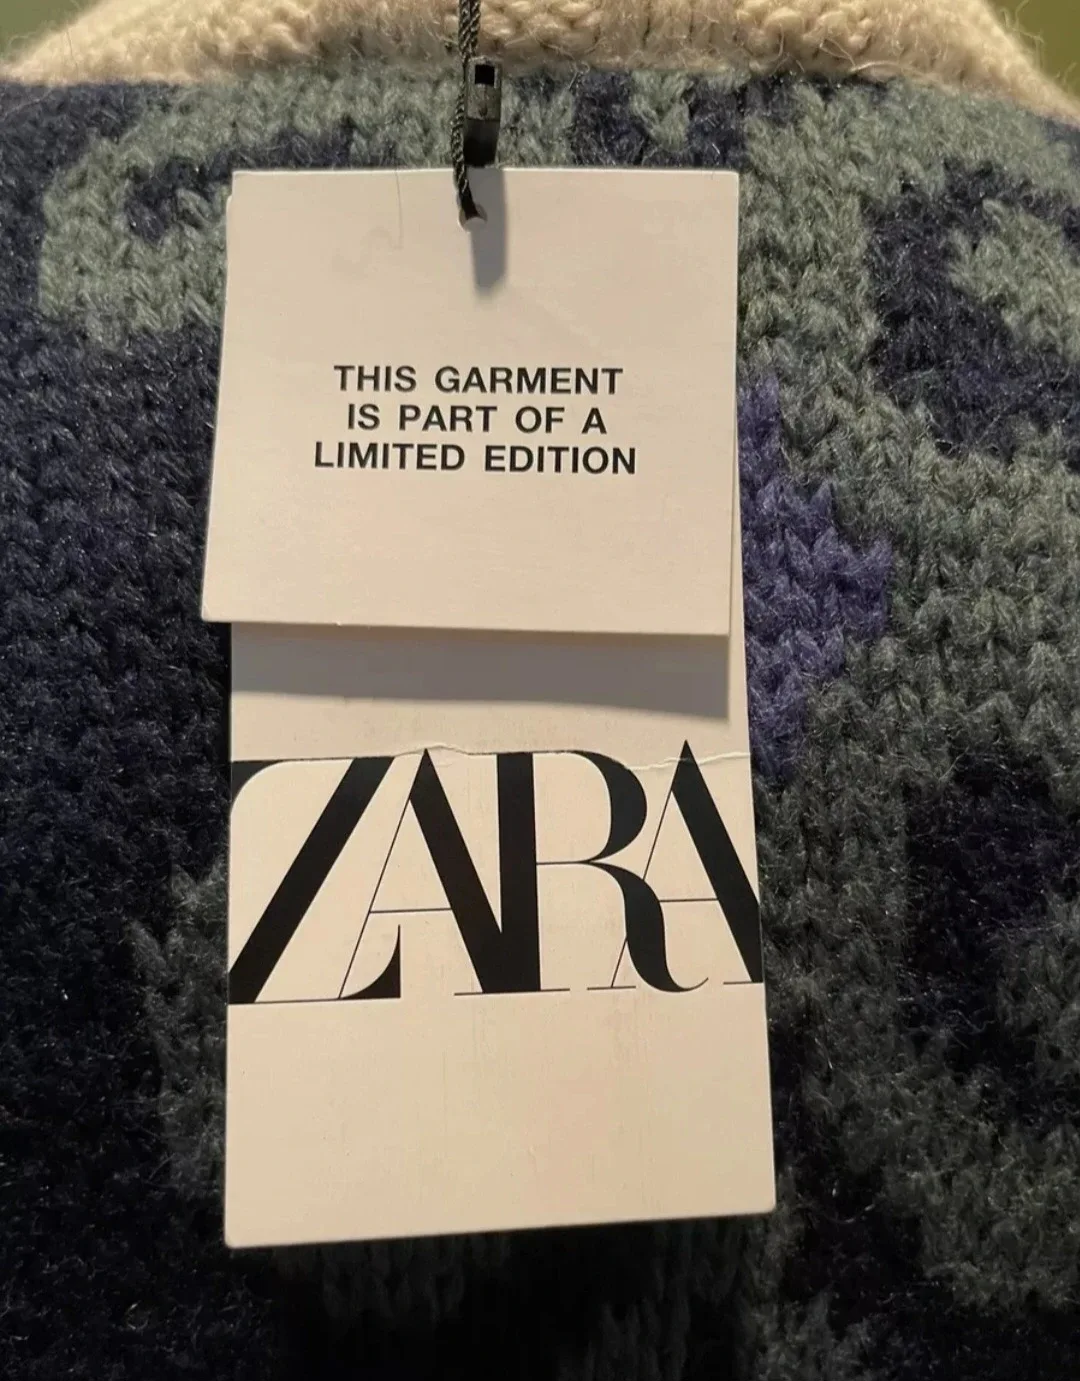 THIS GARMENT
IS PART OF A
LIMITED EDITION
ZARA